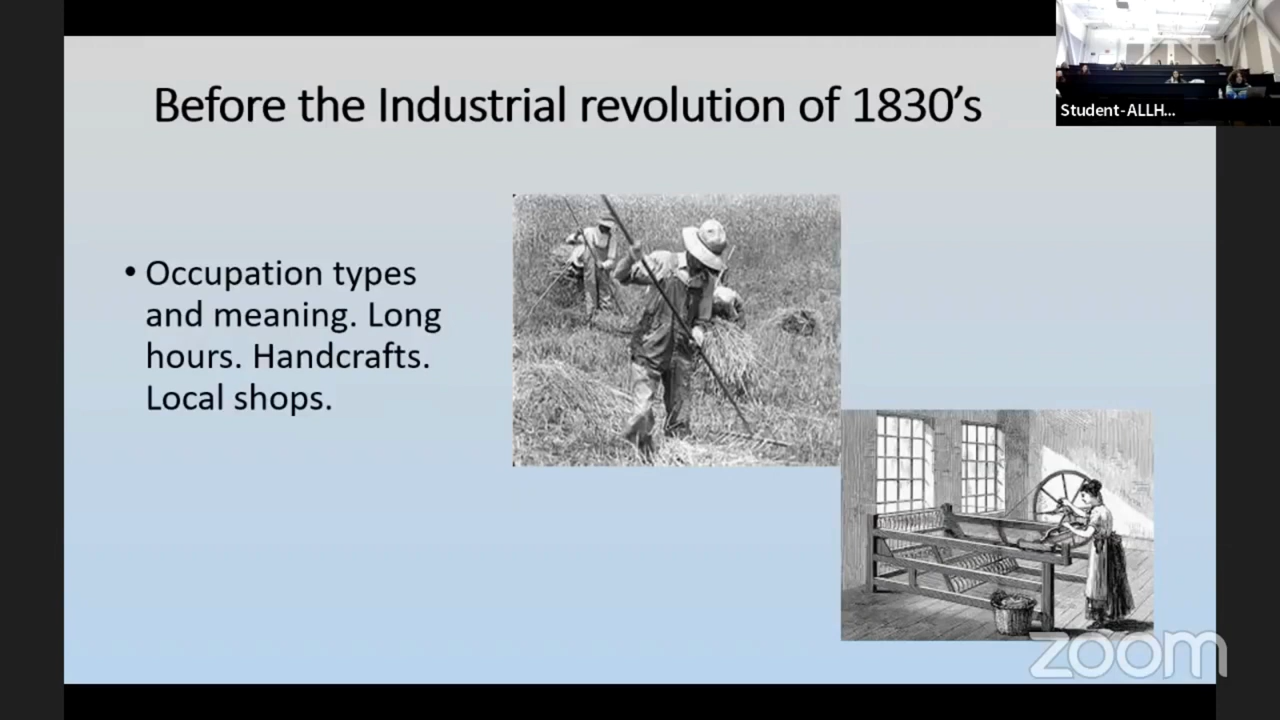 Before the Industrial revolution of 1830's
Student-ALLH...
• Occupation types
and meaning. Long
hours. Handcrafts.
Local shops.
zoom